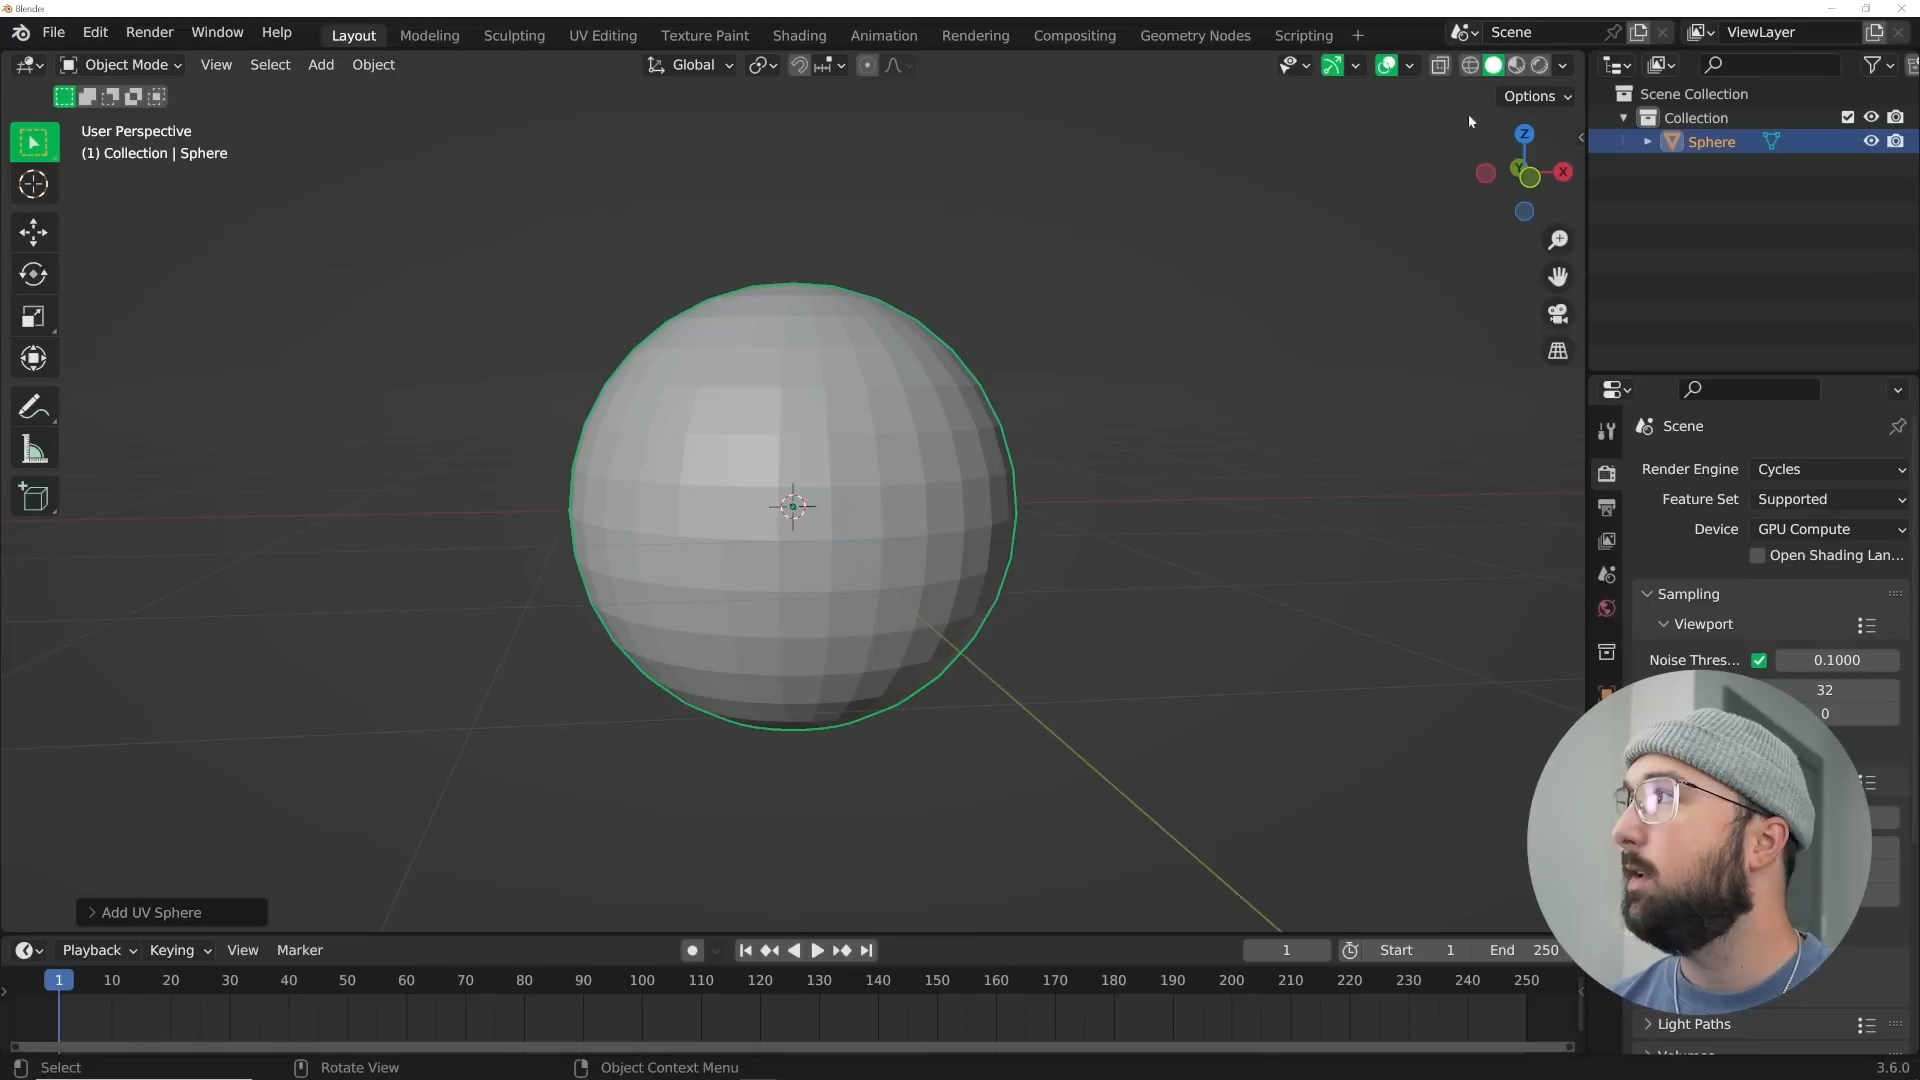 Blender
File Edit Render Window Help Layout Modeling Sculpting UV Editing Texture Paint Shading Animation Rendering Compositing Geometry Nodes Scripting + Scene ViewLayer
Object Mode View Select Add Object Global
Options
User Perspective
(1) Collection | Sphere
Z
Y
X
Scene Collection
Collection
Sphere
Scene
Render Engine Cycles
Feature Set Supported
Device GPU Compute
Open Shading Lan...
Sampling
Viewport
Noise Thres... 0.1000
32
0
Light Paths
Add UV Sphere
Playback Keying View Marker 1 Start 1 End 250
1 10 20 30 40 50 60 70 80 90 100 110 120 130 140 150 160 170 180 190 200 210 220 230 240 250
Select Rotate View Object Context Menu 3.6.0